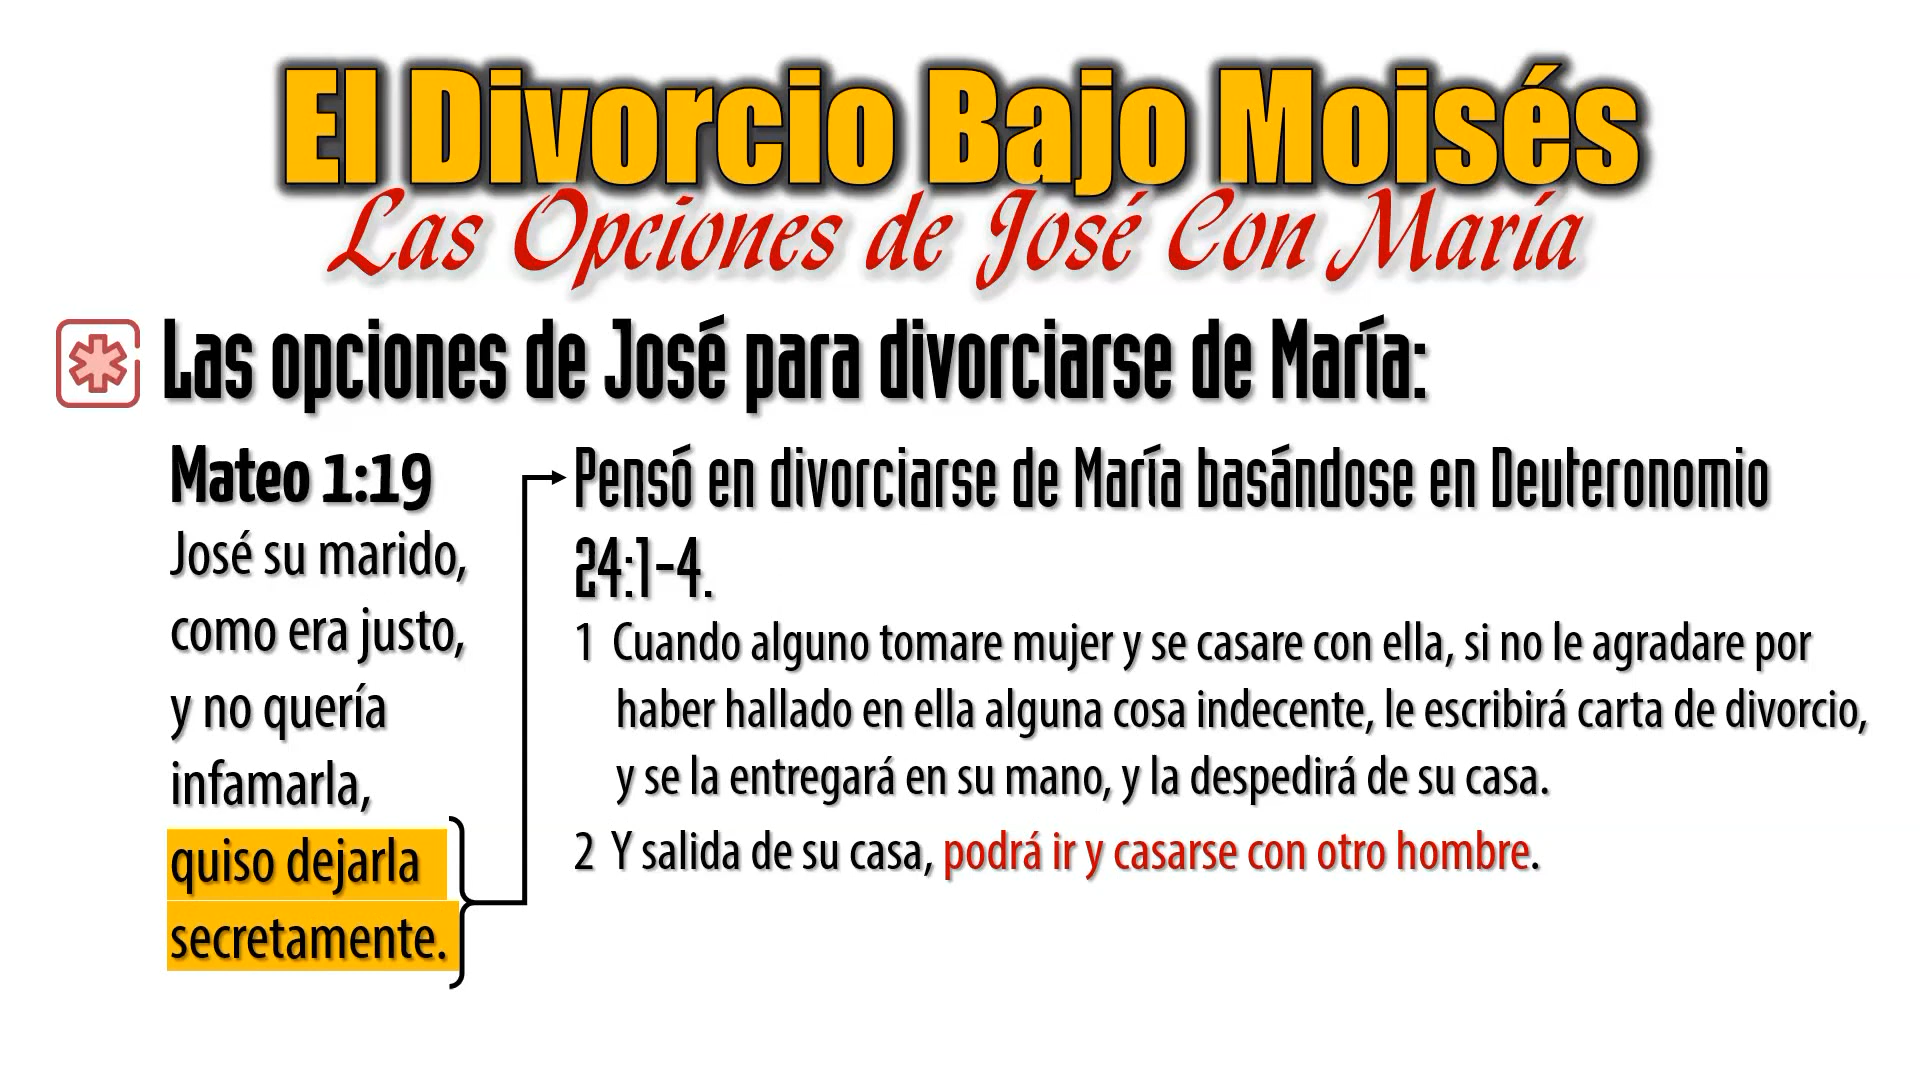 El Divorcio Bajo Moisés
Las Opciones de José Con María
Las opciones de José para divorciarse de María:
Mateo 1:19
José su marido,
como era justo,
y no quería
infamarla,
quiso dejarla
secretamente.
Pensó en divorciarse de María basándose en Deuteronomio
24:1-4.
1 Cuando alguno tomare mujer y se casare con ella, si no le agradare por
haber hallado en ella alguna cosa indecente, le escribirá carta de divorcio,
y se la entregará en su mano, y la despedirá de su casa.
2 Y salida de su casa, podrá ir y casarse con otro hombre.